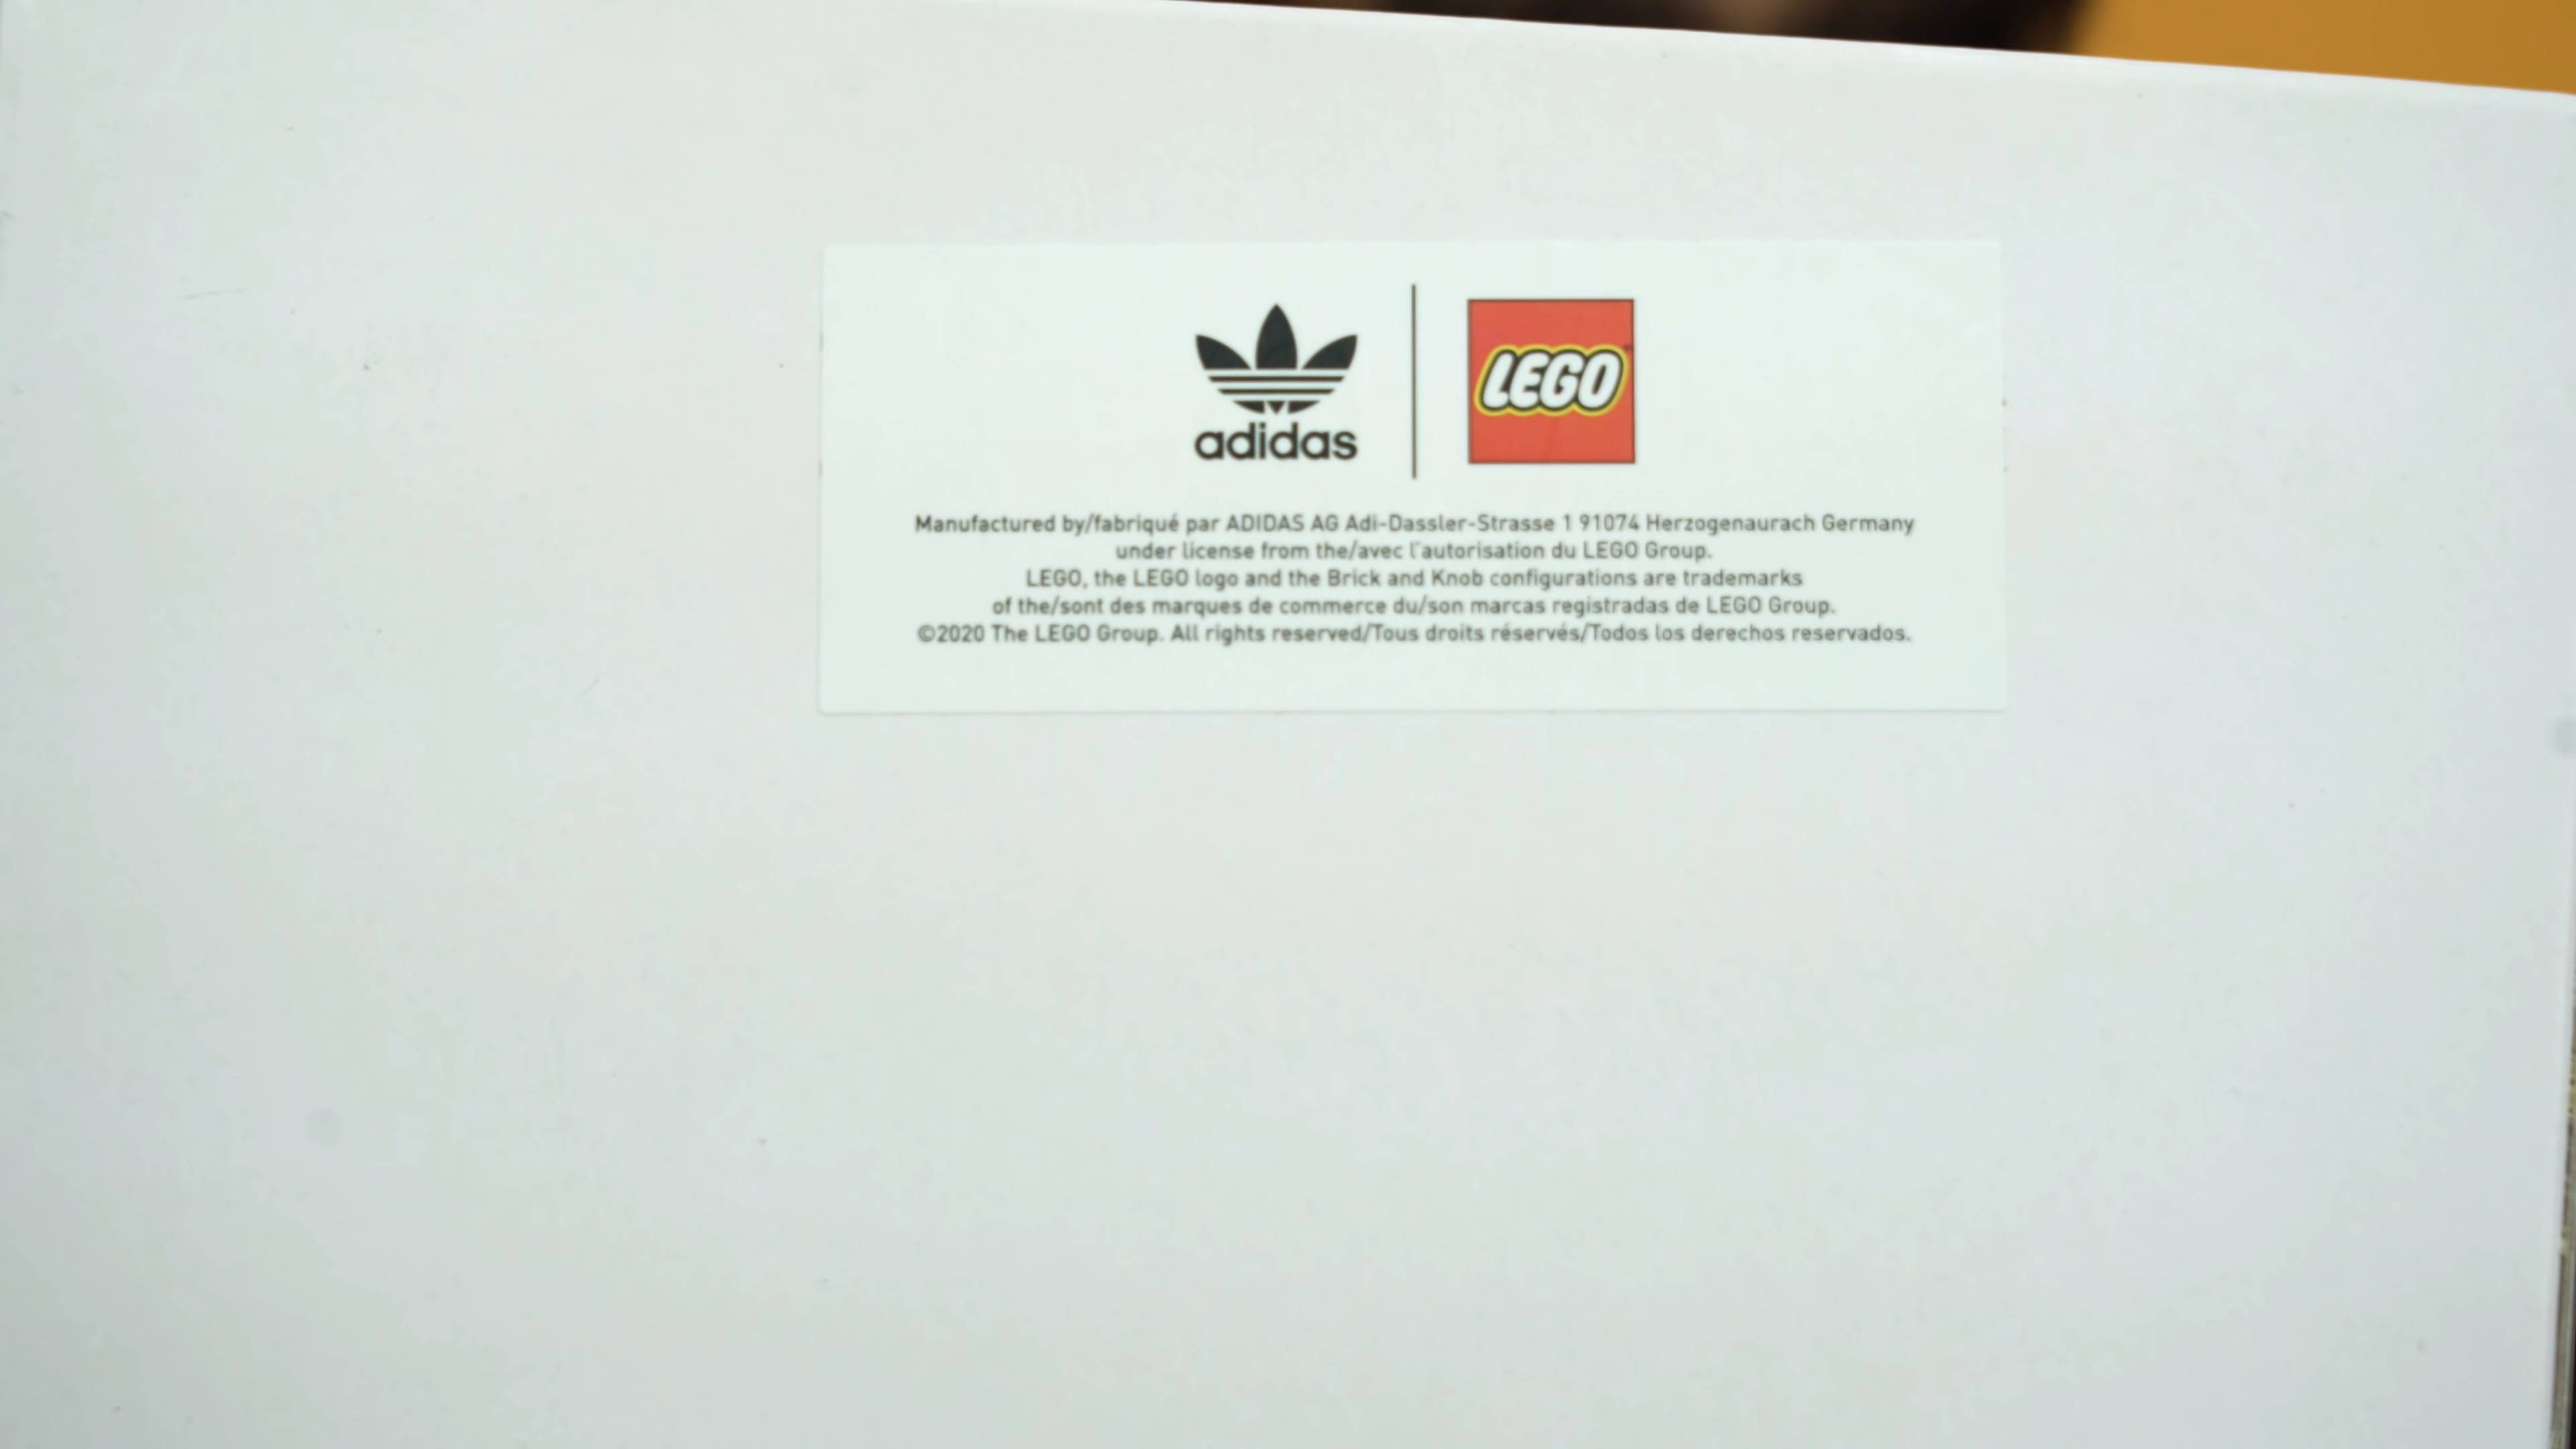 adidas
LEGO
Manufactured by/fabriqué par ADIDAS AG Adi-Dassler-Strasse 1 91074 Herzogenaurach Germany
under license from the/avec l'autorisation du LEGO Group.
LEGO, the LEGO logo and the Brick and Knob configurations are trademarks
of the/sont des marques de commerce du/son marcas registradas de LEGO Group.
©2020 The LEGO Group. All rights reserved/Tous droits réservés/Todos los derechos reservados.